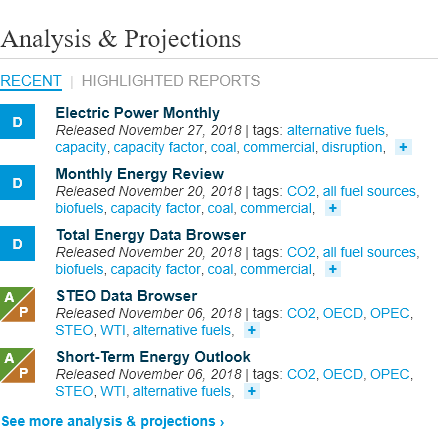 Analysis & Projections
RECENT | HIGHLIGHTED REPORTS
D
Electric Power Monthly
Released November 27, 2018 | tags: alternative fuels,
capacity, capacity factor, coal, commercial, disruption, +
D
Monthly Energy Review
Released November 20, 2018 | tags: CO2, all fuel sources,
biofuels, capacity factor, coal, commercial, +
D
Total Energy Data Browser
Released November 20, 2018 | tags: CO2, all fuel sources,
biofuels, capacity factor, coal, commercial, +
A P
STEO Data Browser
Released November 06, 2018 | tags: CO2, OECD, OPEC,
STEO, WTI, alternative fuels, +
A P
Short-Term Energy Outlook
Released November 06, 2018 | tags: CO2, OECD, OPEC,
STEO, WTI, alternative fuels, +
See more analysis & projections ›